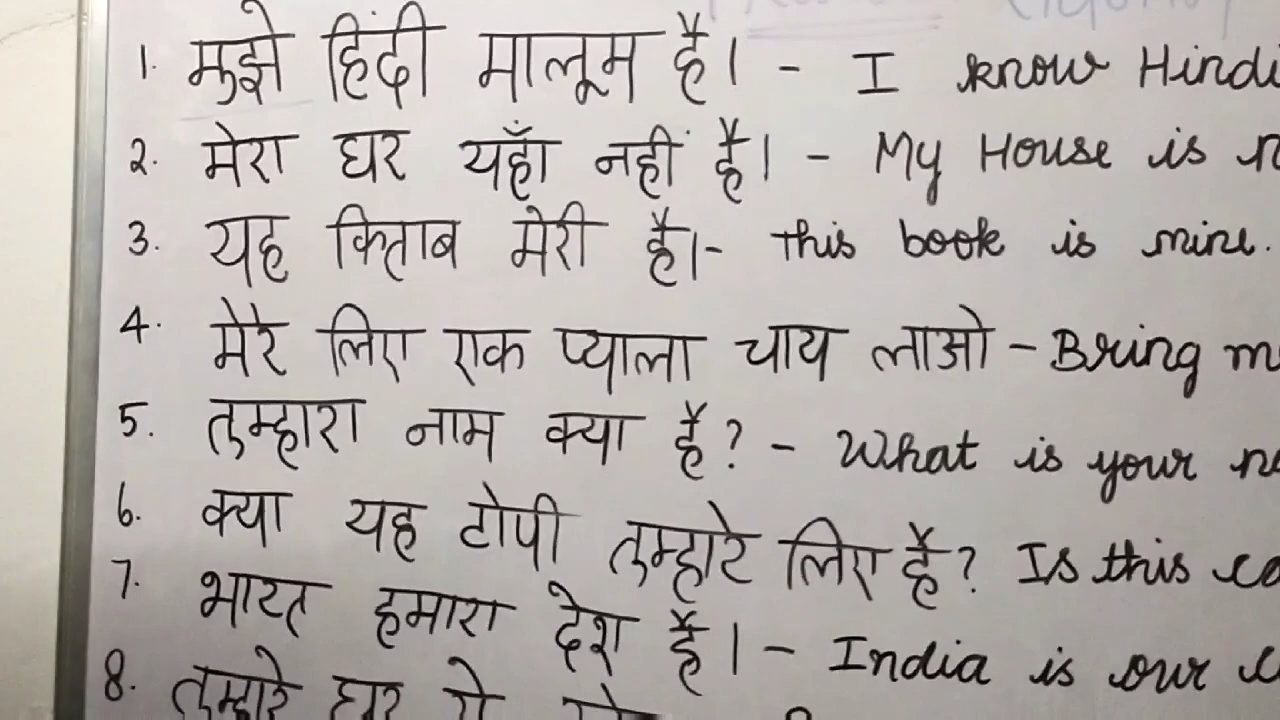 1. मुझे हिंदी मालूम है। - I know Hindi
2. मेरा घर यहाँ नहीं है। - My House is
3. यह किताब मेरी है।- this book is mine.
4. मेरे लिए एक प्याला चाय लाओ - Bring
5. तुम्हारा नाम क्या है? - What is your
6. क्या यह टोपी तुम्हारे लिए है? Is this
7. भारत हमारा देश है। - India is our
8. तुम्हारे घर